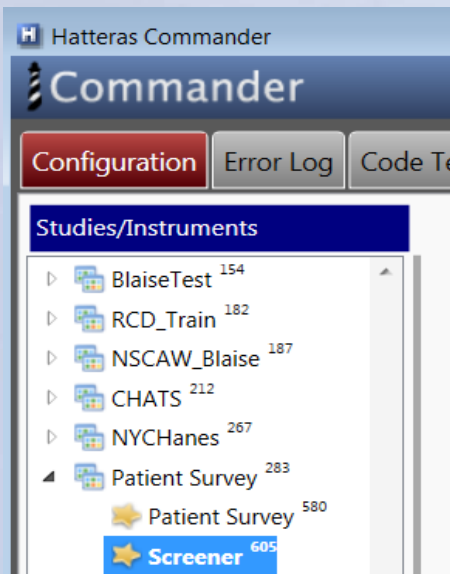 H Hatteras Commander
Commander
Configuration Error Log Code Te
Studies/Instruments
BlaiseTest 154
RCD_Train 182
NSCAW_Blaise 187
CHATS 212
NYCHanes 267
Patient Survey 283
Patient Survey 580
Screener 605